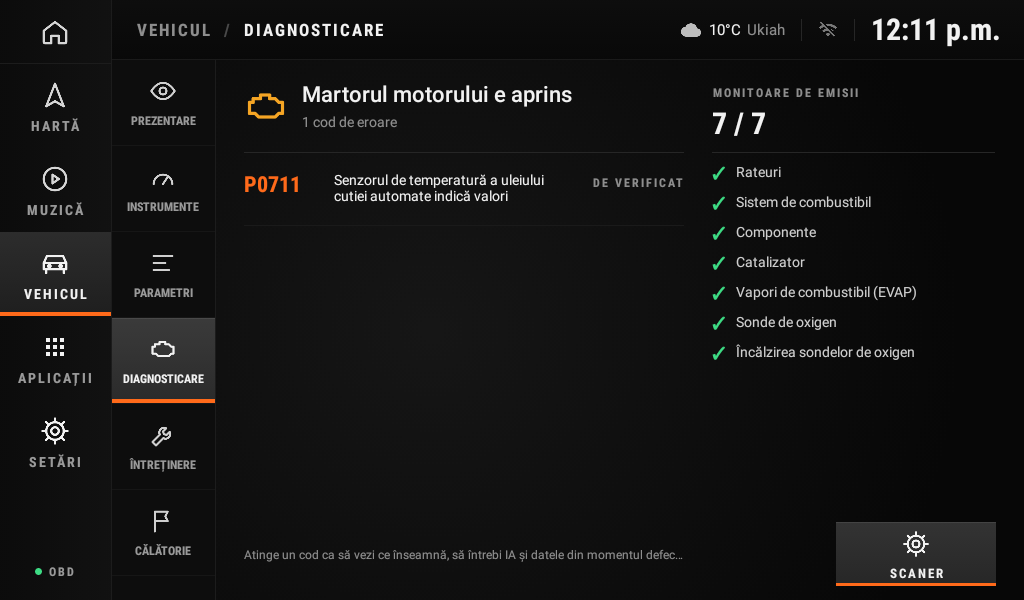 VEHICUL / DIAGNOSTICARE
10°C Ukiah
12:11 p.m.
HARTĂ
MUZICĂ
VEHICUL
APLICAȚII
SETĂRI
OBD
PREZENTARE
INSTRUMENTE
PARAMETRI
DIAGNOSTICARE
ÎNTREȚINERE
CĂLĂTORIE
Martorul motorului e aprins
1 cod de eroare
P0711
Senzorul de temperatură a uleiului
cutiei automate indică valori
DE VERIFICAT
Atinge un cod ca să vezi ce înseamnă, să întrebi IA și datele din momentul defec...
MONITOARE DE EMISII
7 / 7
Rateuri
Sistem de combustibil
Componente
Catalizator
Vapori de combustibil (EVAP)
Sonde de oxigen
Încălzirea sondelor de oxigen
SCANER